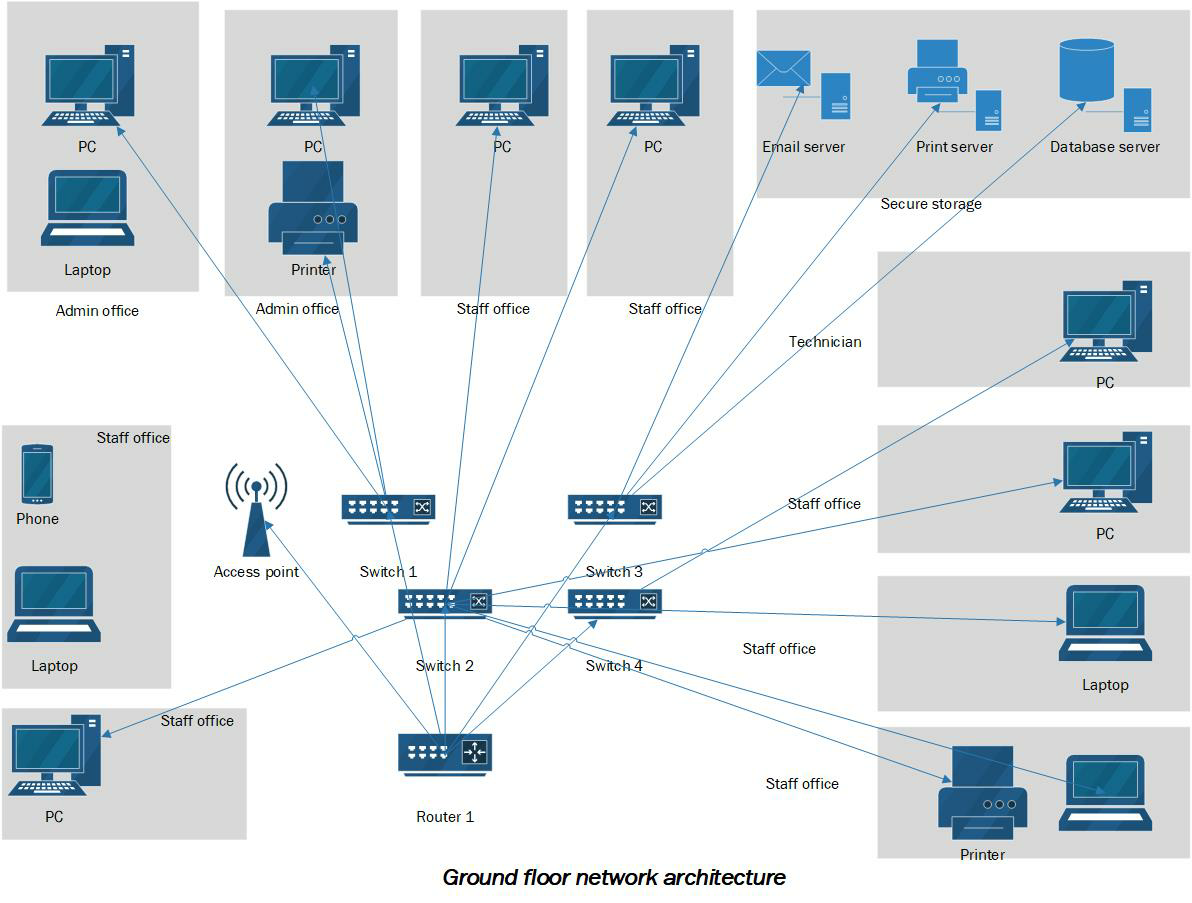 PC
PC
PC
PC
Email server
Print server
Database server
Secure storage
Laptop
Printer
Admin office
Admin office
Staff office
Staff office
Technician
PC
Staff office
Phone
Staff office
PC
Access point
Switch 1
Switch 3
Laptop
Switch 2
Switch 4
Staff office
Laptop
Staff office
PC
Router 1
Staff office
Printer
Ground floor network architecture